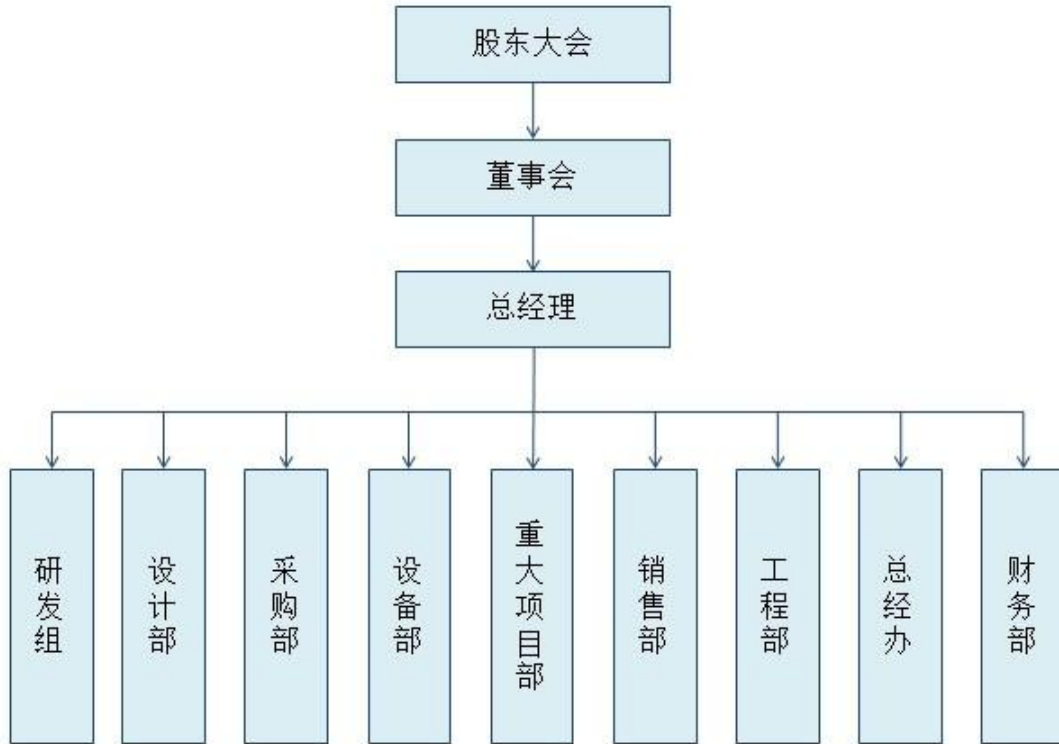 股东大会
董事会
总经理
研发组
设计部
采购部
设备部
重大项目部
销售部
工程部
总经办
财务部